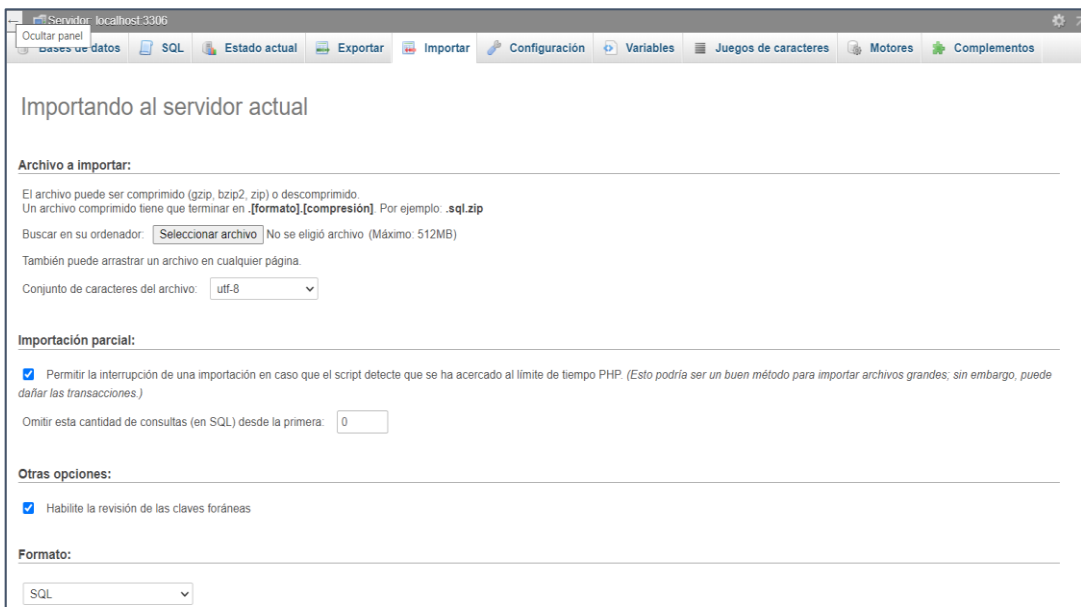 Servidor: localhost:3306
Ocultar panel
Bases de datos SQL Estado actual Exportar Importar Configuración Variables Juegos de caracteres Motores Complementos
Importando al servidor actual
Archivo a importar:
El archivo puede ser comprimido (gzip, bzip2, zip) o descomprimido.
Un archivo comprimido tiene que terminar en .[formato].[compresión]. Por ejemplo: .sql.zip
Buscar en su ordenador: Seleccionar archivo No se eligió archivo (Máximo: 512MB)
También puede arrastrar un archivo en cualquier página.
Conjunto de caracteres del archivo: utf-8
Importación parcial:
Permitir la interrupción de una importación en caso que el script detecte que se ha acercado al límite de tiempo PHP. (Esto podría ser un buen método para importar archivos grandes; sin embargo, puede
dañar las transacciones.)
Omitir esta cantidad de consultas (en SQL) desde la primera: 0
Otras opciones:
Habilite la revisión de las claves foráneas
Formato:
SQL